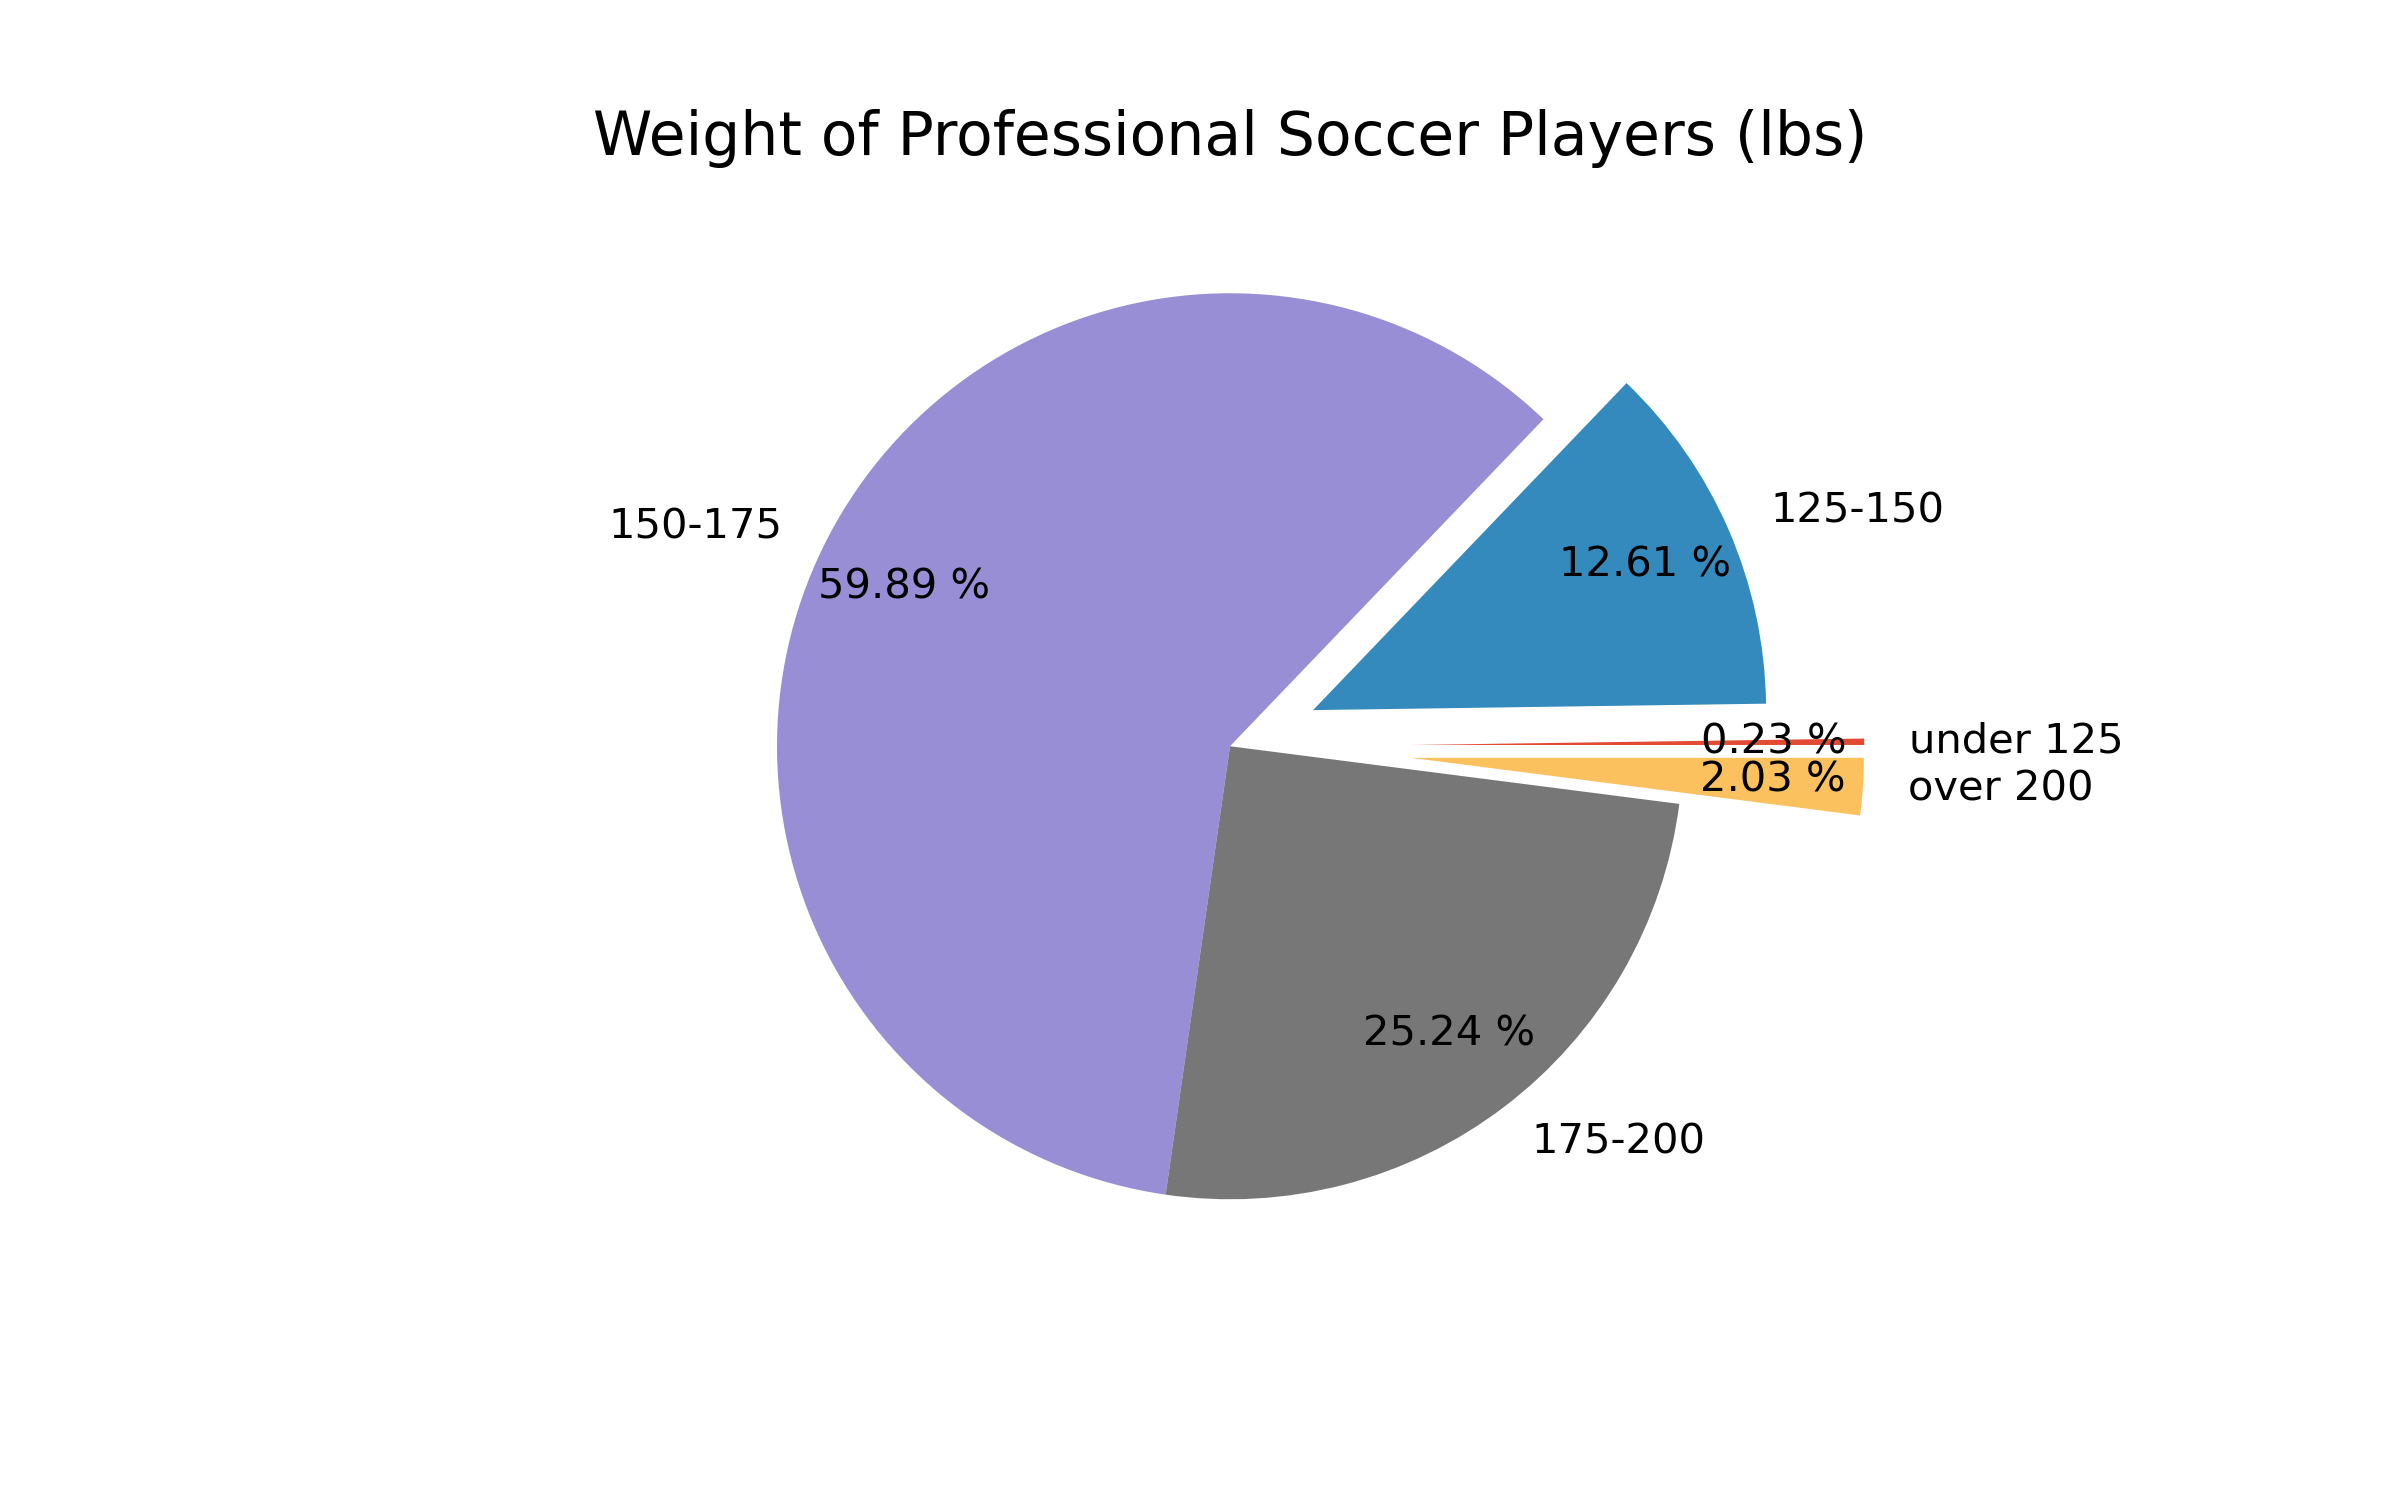 Weight of Professional Soccer Players (lbs)
125-150
150-175
12.61 %
59.89 %
0.23 %
under 125
2.03 %
over 200
25.24 %
175-200